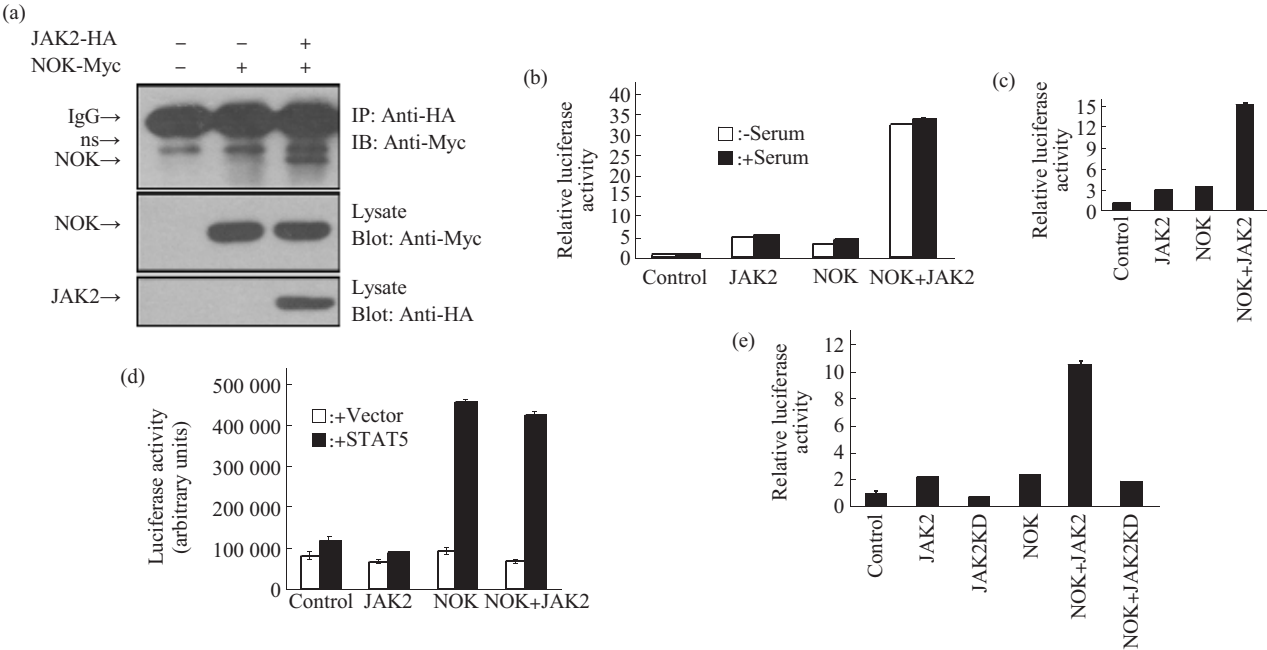 (a)
JAK2-HA – – +
NOK-Myc – + +
IgG→
ns→
NOK→
IP: Anti-HA
IB: Anti-Myc
NOK→
Lysate
Blot: Anti-Myc
JAK2→
Lysate
Blot: Anti-HA
(b)
Relative luciferase
activity
40
35
30
25
20
15
10
5
0
:-Serum
:+Serum
Control JAK2 NOK NOK+JAK2
(c)
Relative luciferase
activity
15
12
9
6
3
0
Control
JAK2
NOK
NOK+JAK2
(d)
Luciferase activity
(arbitrary units)
500 000
400 000
300 000
200 000
100 000
0
:+Vector
:+STAT5
Control JAK2 NOK NOK+JAK2
(e)
Relative luciferase
activity
12
10
8
6
4
2
0
Control
JAK2
JAK2KD
NOK
NOK+JAK2
NOK+JAK2KD